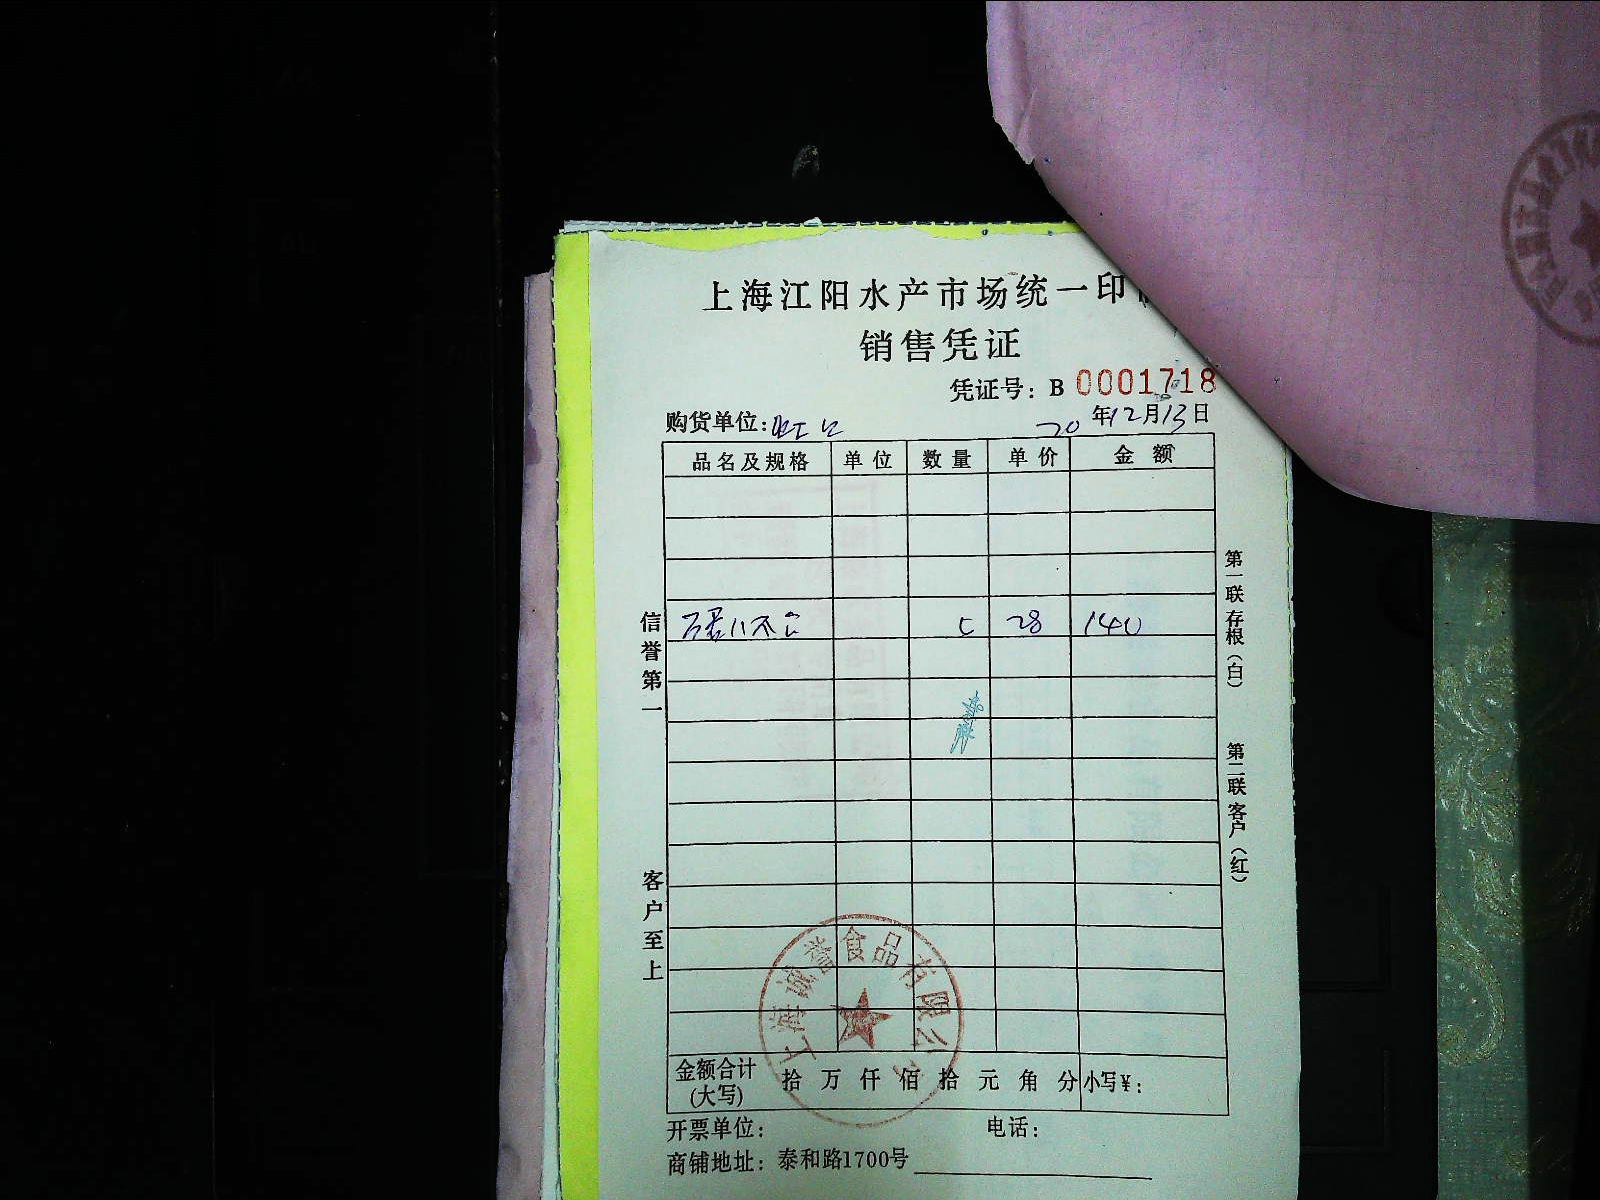 上海江阳水产市场统一印
销售凭证
凭证号：B 0001718
购货单位：
20年12月13日
品名及规格 单位 数量 单价 金额
28 140
信誉第一
客户至上
第一联存根（白）
第二联客户（红）
上海诚誉食品有限公司
金额合计（大写） 拾万仟佰拾元角分 小写¥：
开票单位： 电话：
商铺地址：泰和路1700号